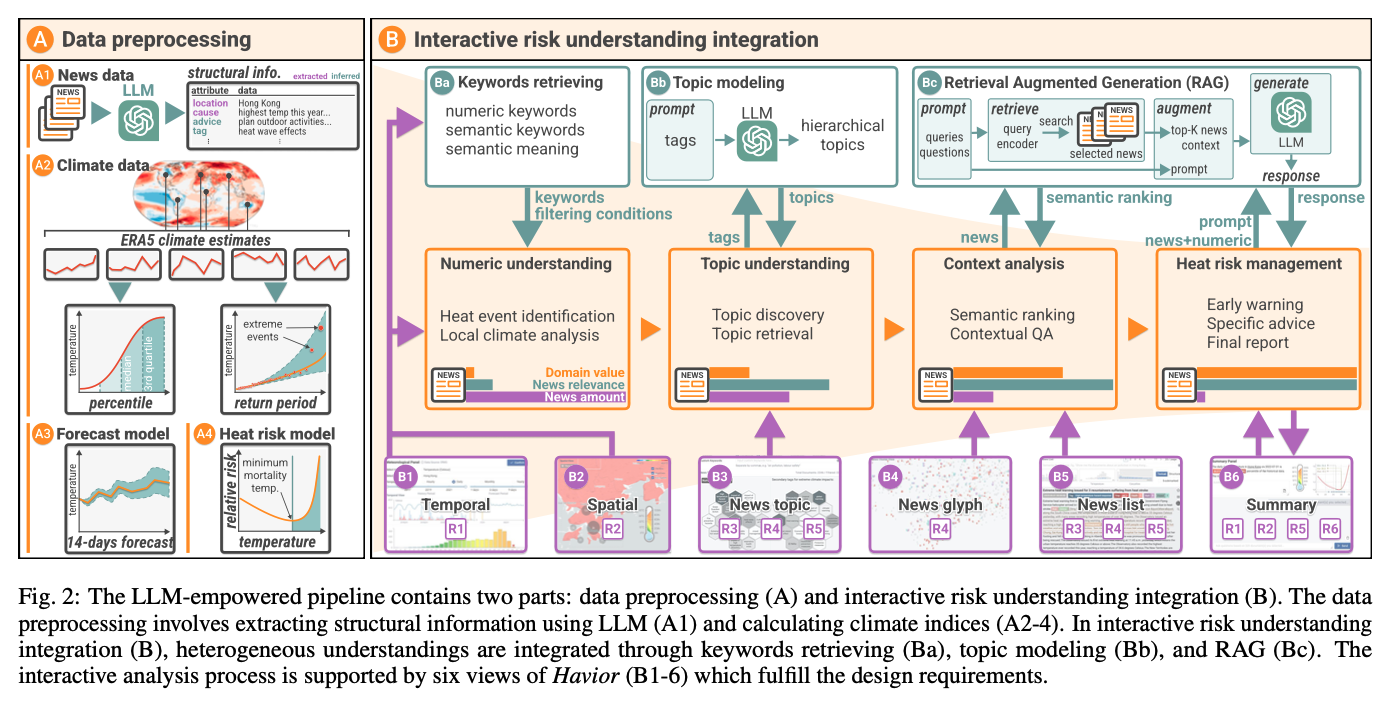 A Data preprocessing
A1 News data
NEWS
LLM
structural info. extracted inferred
attribute data
location Hong Kong
cause highest temp this year...
advice plan outdoor activities...
tag heat wave effects
⋮ ⋮
A2 Climate data
ERA5 climate estimates
temperature
median
3rd quartile
percentile
temperature
extreme
events
return period
A3 Forecast model
temperature
14-days forecast
A4 Heat risk model
relative risk
minimum
mortality
temp.
temperature
B Interactive risk understanding integration
Ba Keywords retrieving
numeric keywords
semantic keywords
semantic meaning
Bb Topic modeling
prompt
tags
LLM
hierarchical
topics
Bc Retrieval Augmented Generation (RAG)
prompt
queries
questions
retrieve
query
encoder
search
NEWS
selected news
augment
top-K news
context
prompt
generate
LLM
response
keywords
filtering conditions
tags
topics
news
semantic ranking
prompt
news+numeric
response
Numeric understanding
Heat event identification
Local climate analysis
NEWS
Domain value
News relevance
News amount
Topic understanding
Topic discovery
Topic retrieval
NEWS
Context analysis
Semantic ranking
Contextual QA
NEWS
Heat risk management
Early warning
Specific advice
Final report
NEWS
B1
Temporal
R1
B2
Spatial
R2
B3
News topic
R3 R4 R5
B4
News glyph
R4
B5
News list
R3 R4 R5
B6
Summary
R1 R2 R5 R6
Fig. 2: The LLM-empowered pipeline contains two parts: data preprocessing (A) and interactive risk understanding integration (B). The data
preprocessing involves extracting structural information using LLM (A1) and calculating climate indices (A2-4). In interactive risk understanding
integration (B), heterogeneous understandings are integrated through keywords retrieving (Ba), topic modeling (Bb), and RAG (Bc). The
interactive analysis process is supported by six views of Havior (B1-6) which fulfill the design requirements.